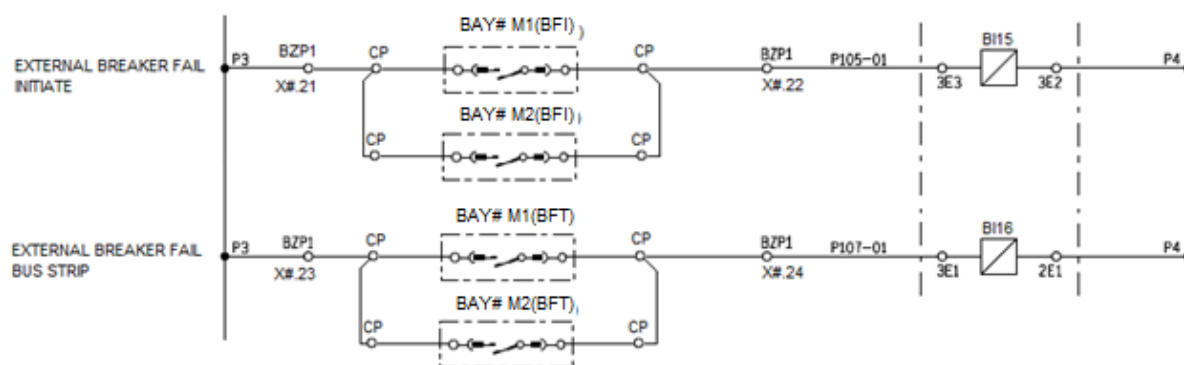 BAY# M1(BFI) )
EXTERNAL BREAKER FAIL
INITIATE
P3
BZP1
X#.21
CP
CP
BZP1
X#.22
P105-01
3E3
BI15
3E2
P4
BAY# M2(BFI) )
CP
CP
BAY# M1(BFT)
EXTERNAL BREAKER FAIL
BUS STRIP
P3
BZP1
X#.23
CP
CP
BZP1
X#.24
P107-01
3E1
BI16
2E1
P4
BAY# M2(BFT)
CP
CP